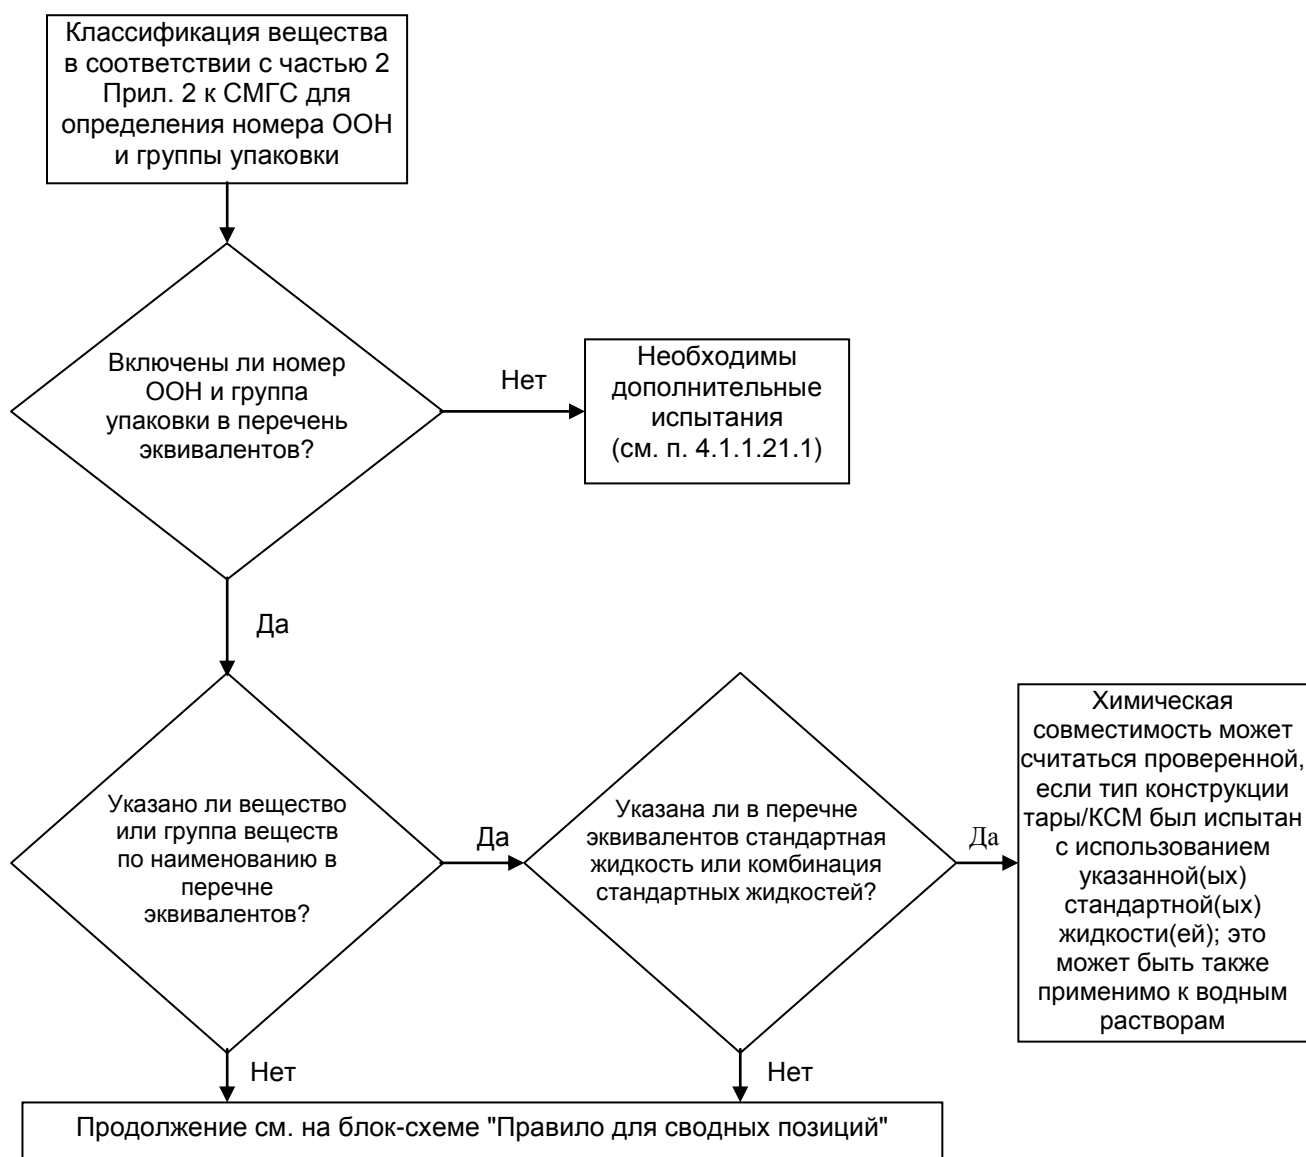 Классификация вещества
в соответствии с частью 2
Прил. 2 к СМГС для
определения номера ООН
и группы упаковки
Включены ли номер
ООН и группа
упаковки в перечень
эквивалентов?
Нет
Необходимы
дополнительные
испытания
(см. п. 4.1.1.21.1)
Да
Указано ли вещество
или группа веществ
по наименованию в
перечне
эквивалентов?
Да
Указана ли в перечне
эквивалентов стандартная
жидкость или комбинация
стандартных жидкостей?
Да
Химическая
совместимость может
считаться проверенной,
если тип конструкции
тары/КСМ был испытан
с использованием
указанной(ых)
стандартной(ых)
жидкости(ей); это
может быть также
применимо к водным
растворам
Нет
Нет
Продолжение см. на блок-схеме "Правило для сводных позиций"